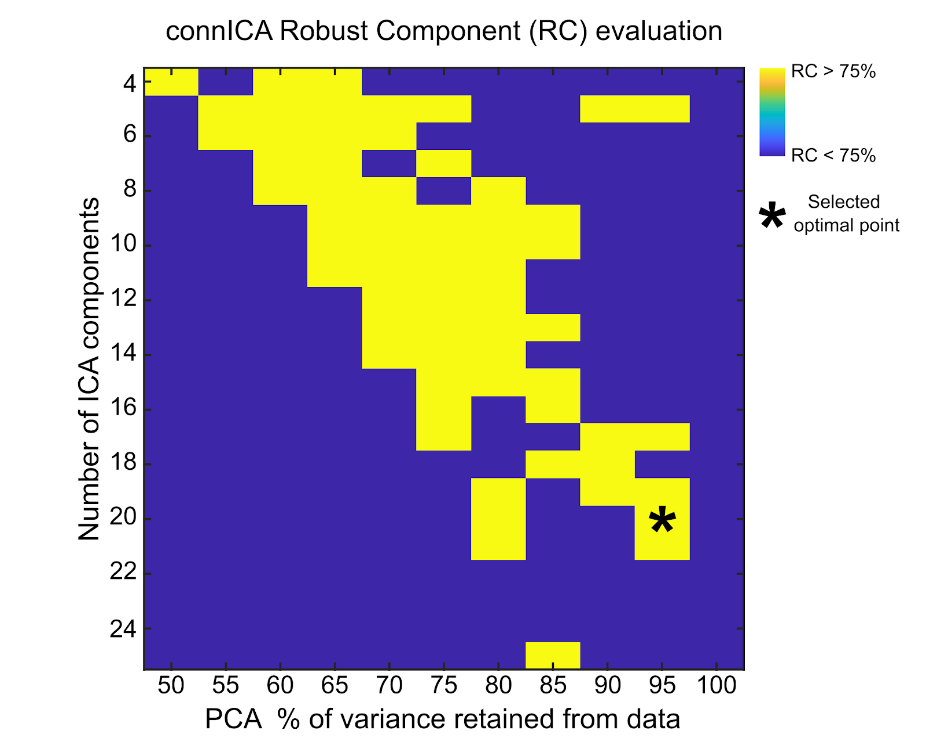 connICA Robust Component (RC) evaluation
RC > 75%
RC < 75%
*
Selected
optimal point
Number of ICA components
4
6
8
10
12
14
16
18
20
22
24
*
50 55 60 65 70 75 80 85 90 95 100
PCA % of variance retained from data